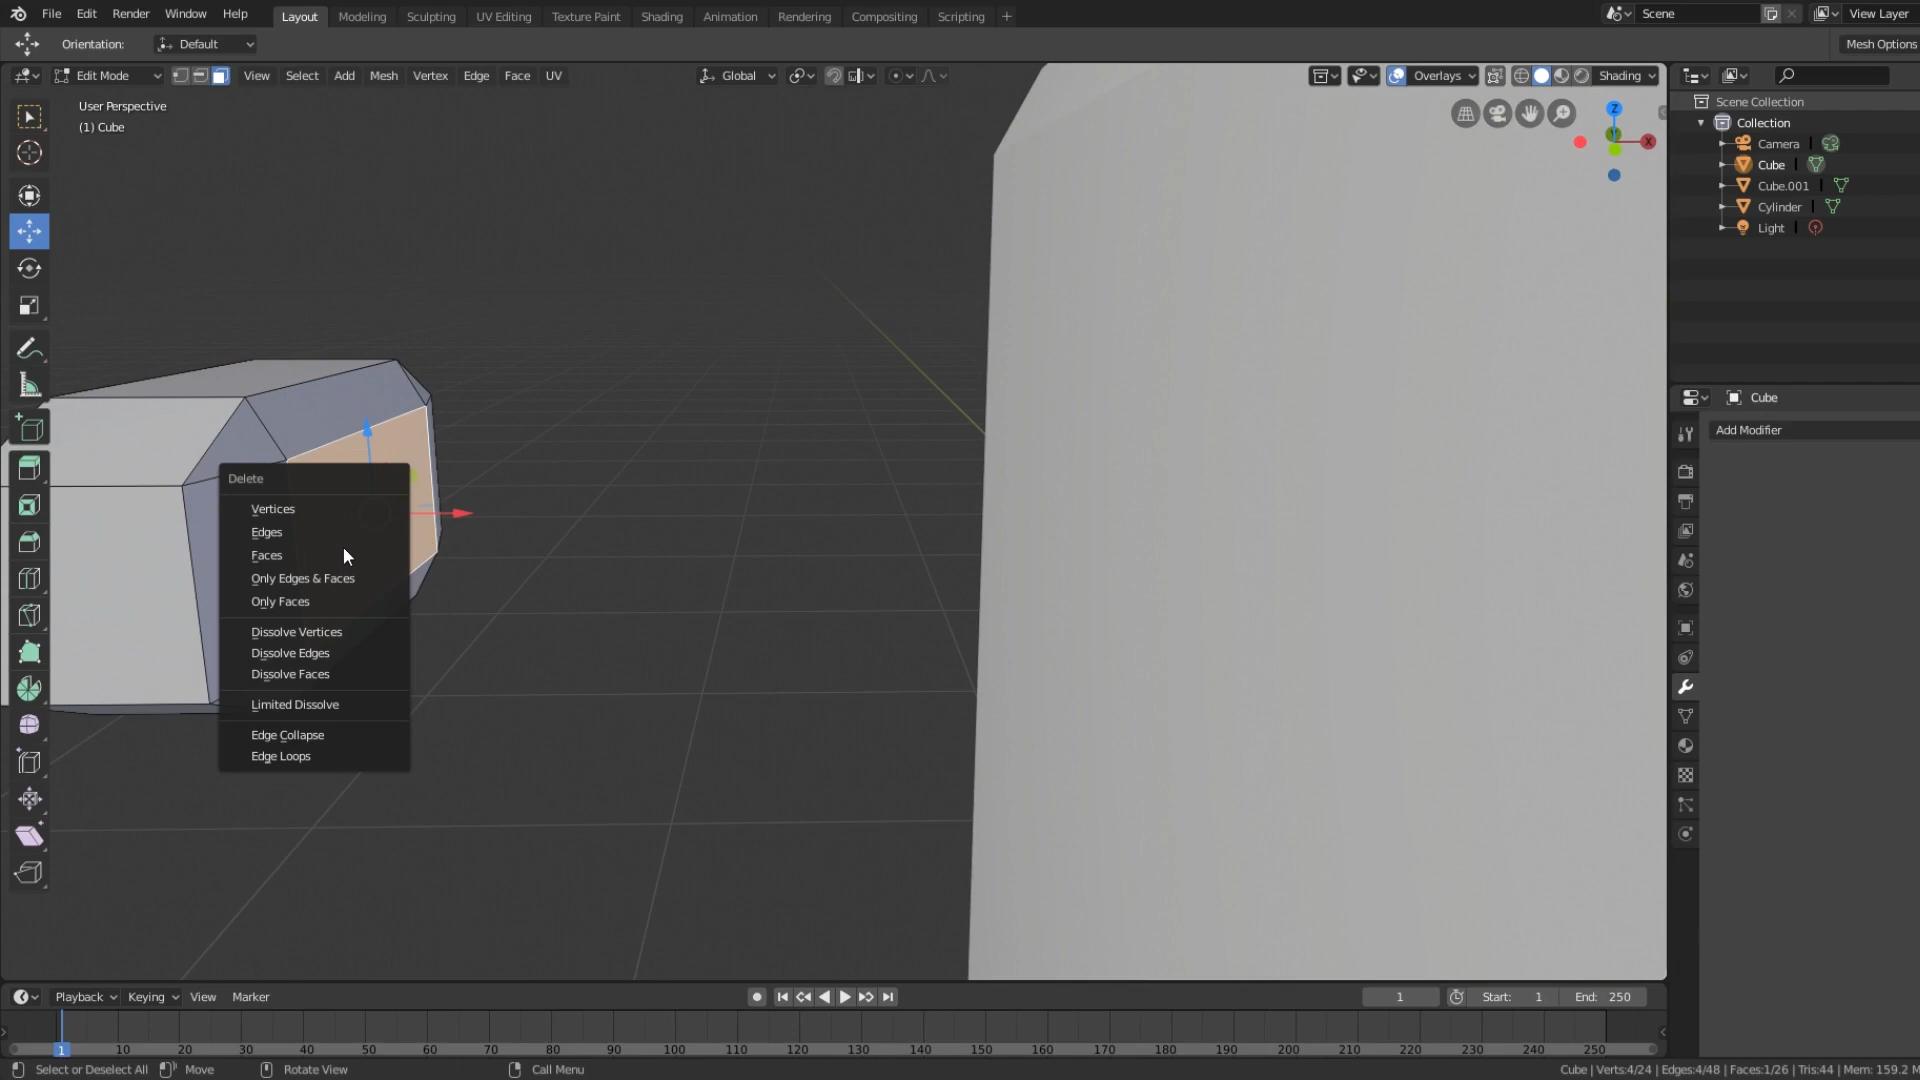 File Edit Render Window Help Layout Modeling Sculpting UV Editing Texture Paint Shading Animation Rendering Compositing Scripting + Scene View Layer
Orientation: Default Mesh Options
Edit Mode View Select Add Mesh Vertex Edge Face UV Global Overlays Shading
User Perspective
(1) Cube
Z
X
Scene Collection
Collection
Camera
Cube
Cube.001
Cylinder
Light
Cube
Add Modifier
Delete
Vertices
Edges
Faces
Only Edges & Faces
Only Faces
Dissolve Vertices
Dissolve Edges
Dissolve Faces
Limited Dissolve
Edge Collapse
Edge Loops
Playback Keying View Marker 1 Start: 1 End: 250
1 10 20 30 40 50 60 70 80 90 100 110 120 130 140 150 160 170 180 190 200 210 220 230 240 250
Select or Deselect All Move Rotate View Call Menu Cube | Verts:4/24 | Edges:4/48 | Faces:1/26 | Tris:44 | Mem: 159.2 M